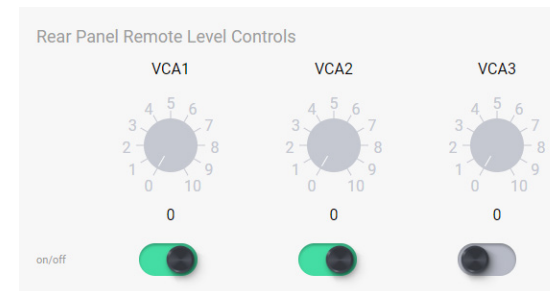 Rear Panel Remote Level Controls
VCA1 VCA2 VCA3
4 5 6 4 5 6 4 5 6
3 7 3 7 3 7
2 8 2 8 2 8
1 9 1 9 1 9
0 10 0 10 0 10
0 0 0
on/off